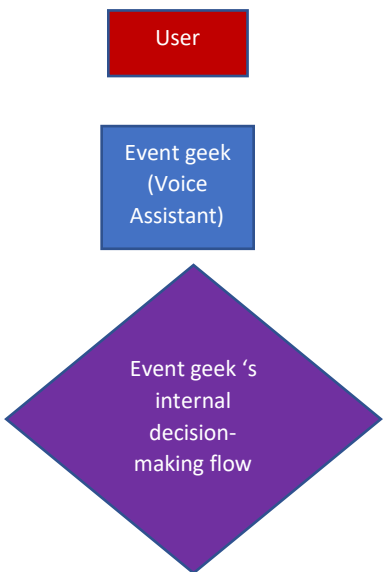 User
Event geek
(Voice
Assistant)
Event geek ‘s
internal
decision-
making flow